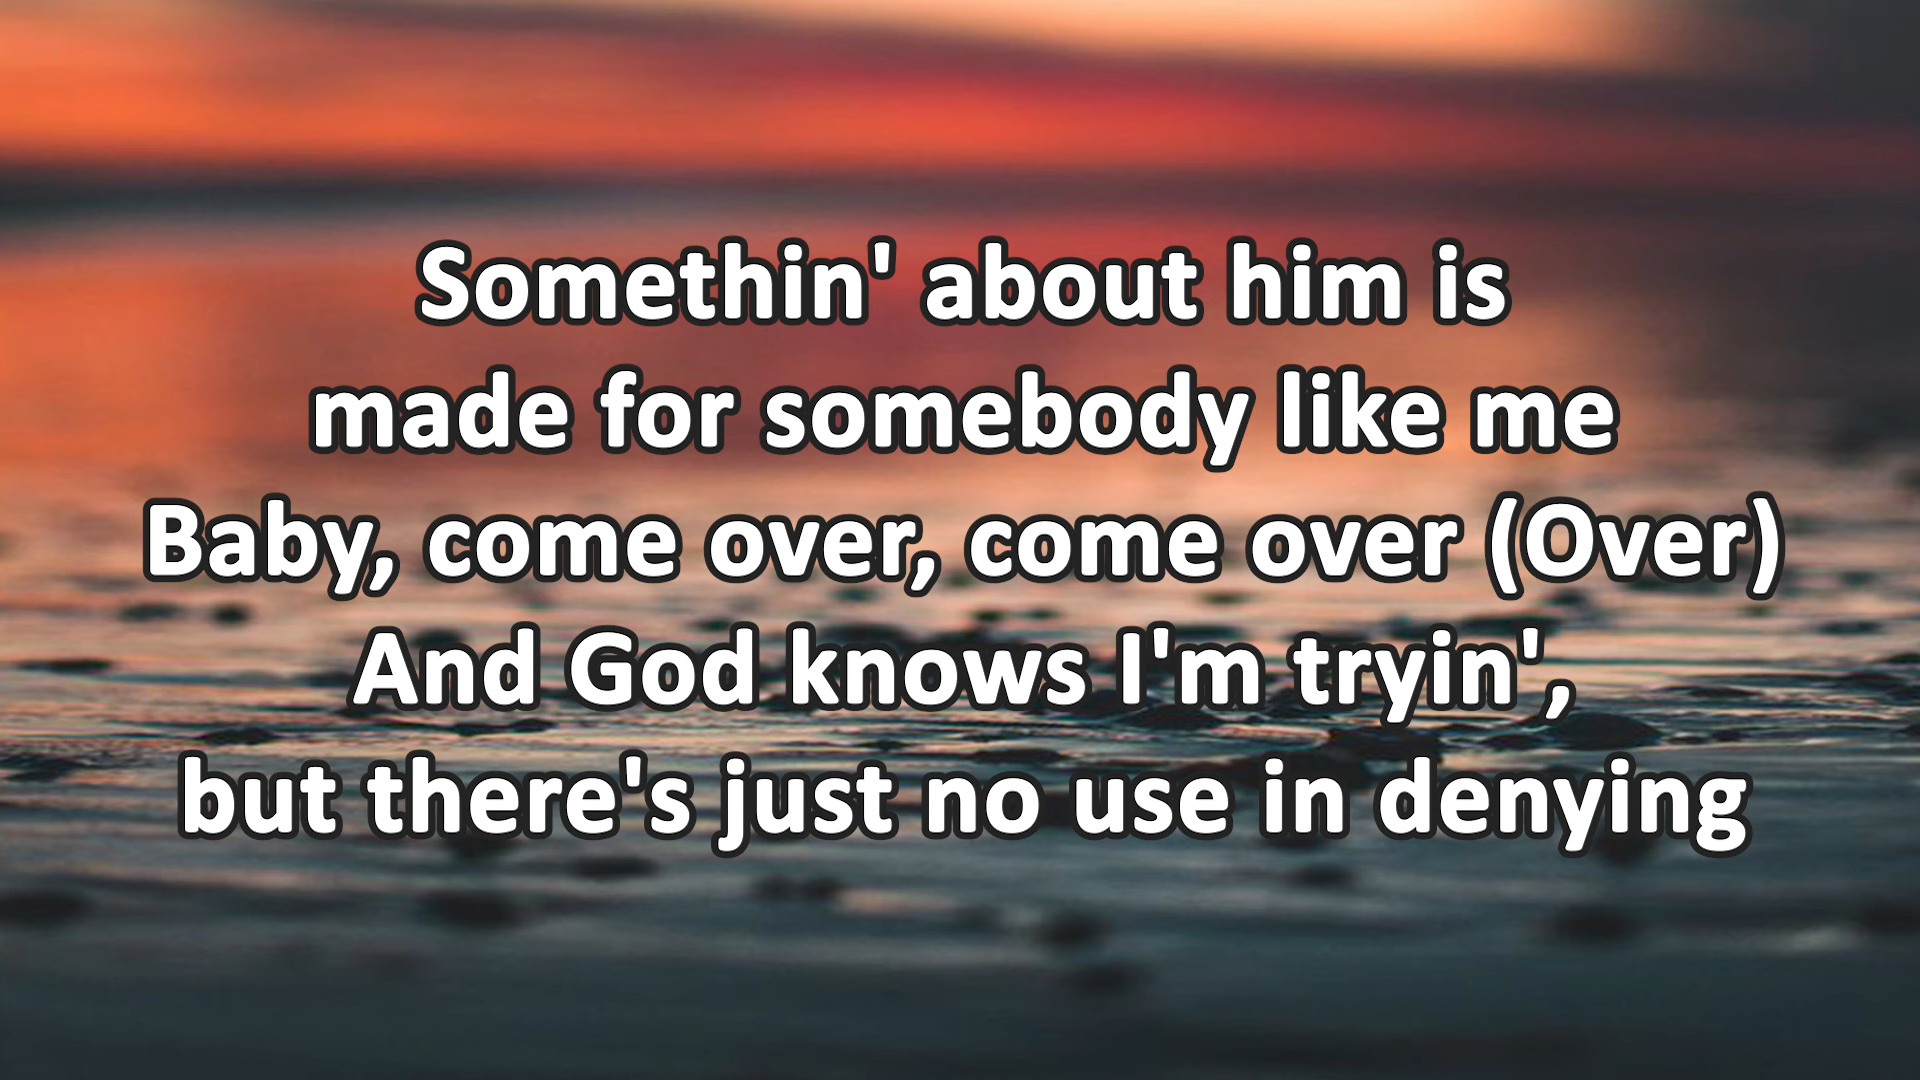 Somethin' about him is
made for somebody like me
Baby, come over, come over (Over)
And God knows I'm tryin',
but there's just no use in denying